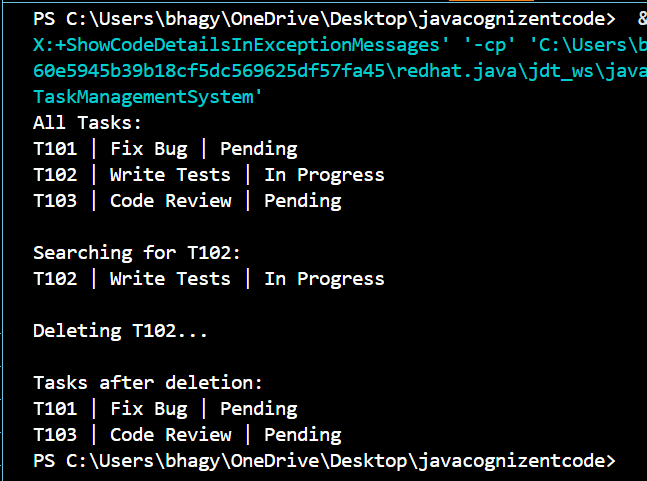 PS C:\Users\bhagy\OneDrive\Desktop\javacognizentcode> &
X:+ShowCodeDetailsInExceptionMessages' '-cp' 'C:\Users\b
60e5945b39b18cf5dc569625df57fa45\redhat.java\jdt_ws\java
TaskManagementSystem'
All Tasks:
T101 | Fix Bug | Pending
T102 | Write Tests | In Progress
T103 | Code Review | Pending
Searching for T102:
T102 | Write Tests | In Progress
Deleting T102...
Tasks after deletion:
T101 | Fix Bug | Pending
T103 | Code Review | Pending
PS C:\Users\bhagy\OneDrive\Desktop\javacognizentcode>